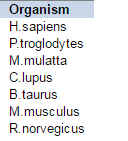 Organism
H.sapiens
P.troglodytes
M.mulatta
C.lupus
B.taurus
M.musculus
R.norvegicus